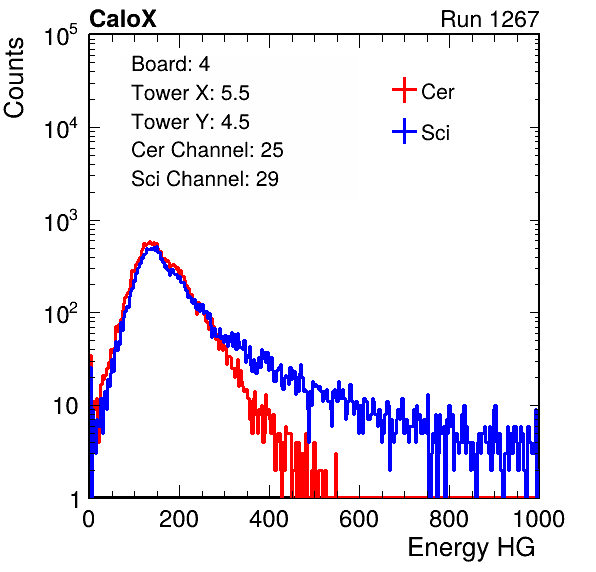 CaloX Run 1267
Counts
10^5
10^4
10^3
10^2
10
1
Board: 4
Tower X: 5.5
Tower Y: 4.5
Cer Channel: 25
Sci Channel: 29
Cer
Sci
0 200 400 600 800 1000
Energy HG